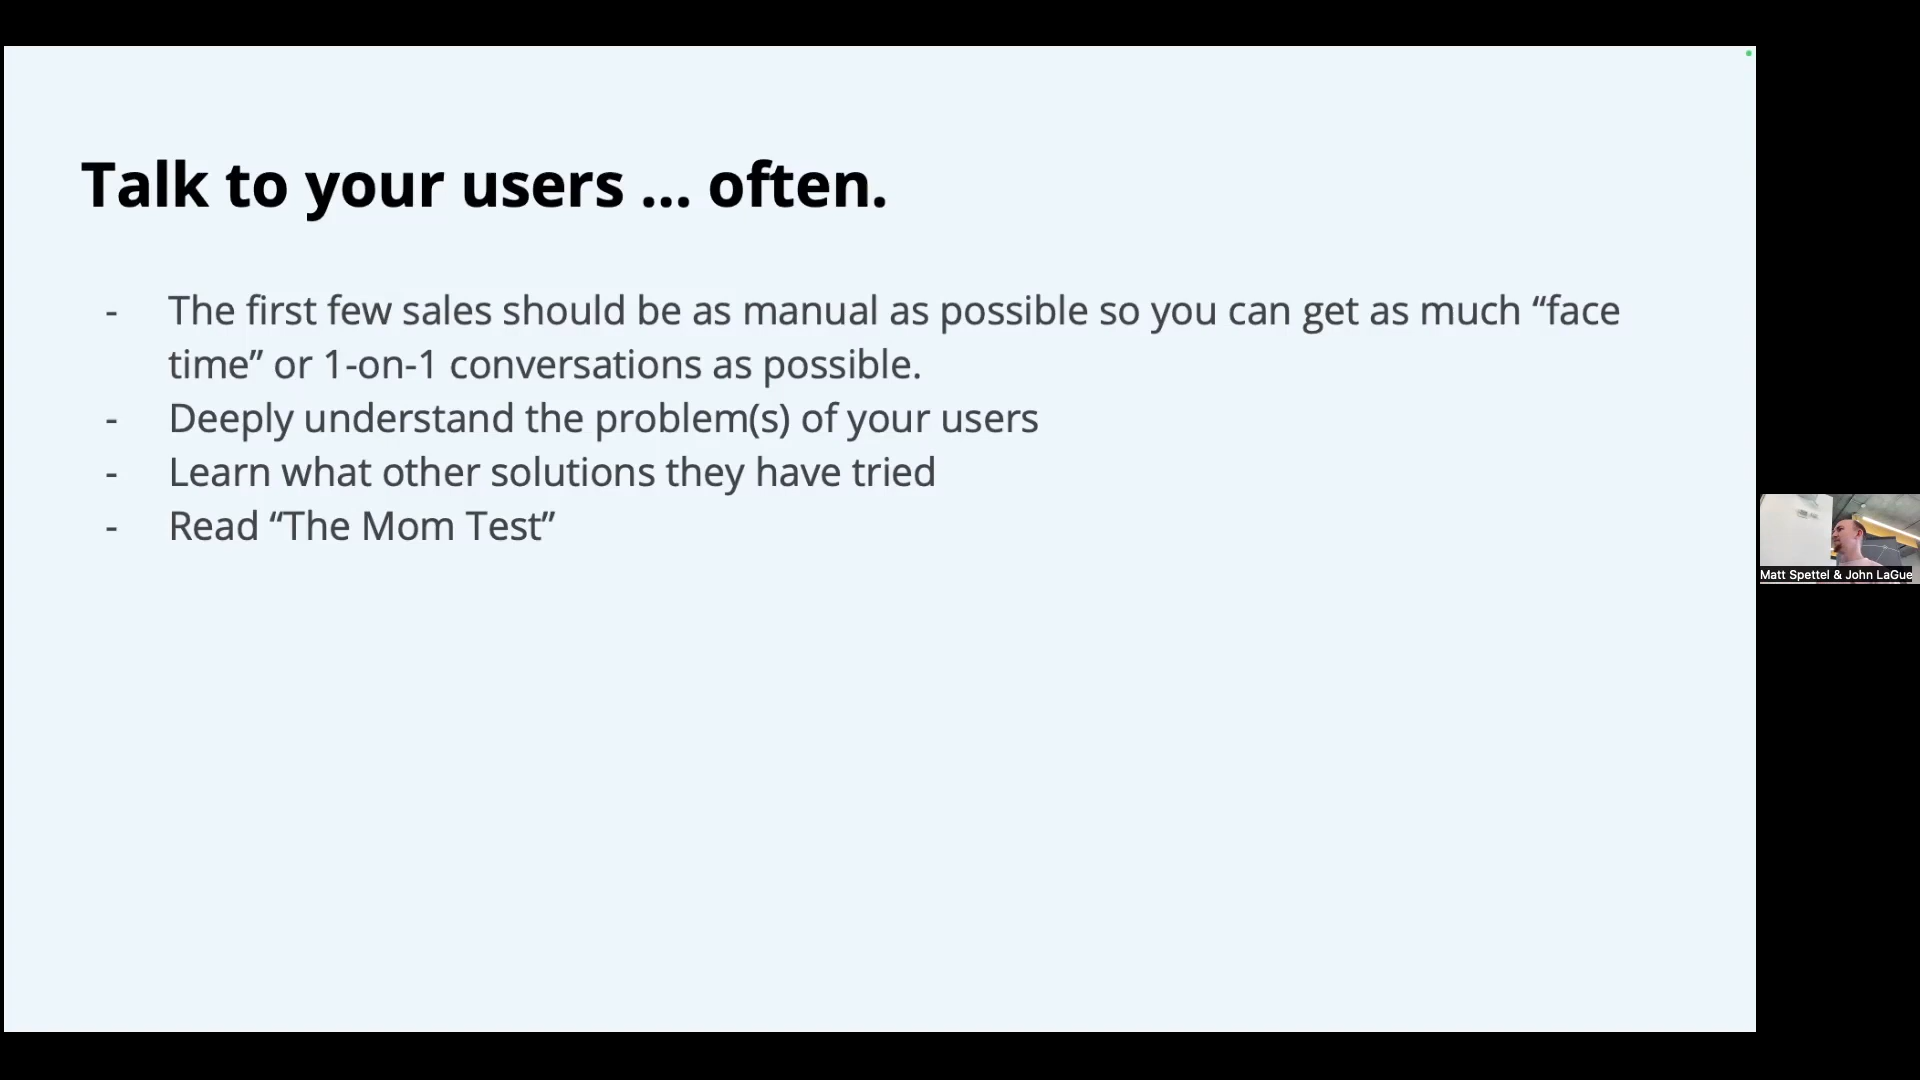 Talk to your users ... often.
- The first few sales should be as manual as possible so you can get as much “face
time” or 1-on-1 conversations as possible.
- Deeply understand the problem(s) of your users
- Learn what other solutions they have tried
- Read “The Mom Test”
Matt Spettel & John LaGue